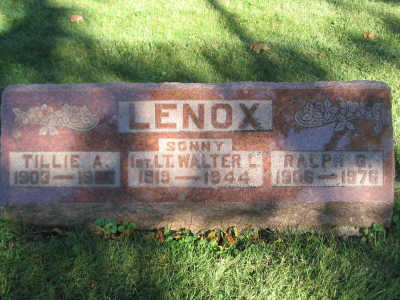 LENOX
SONNY
TILLIE A. 1ST. LT. WALTER L. RALPH G.
1903 — 1919 — 1944 1906 — 1976